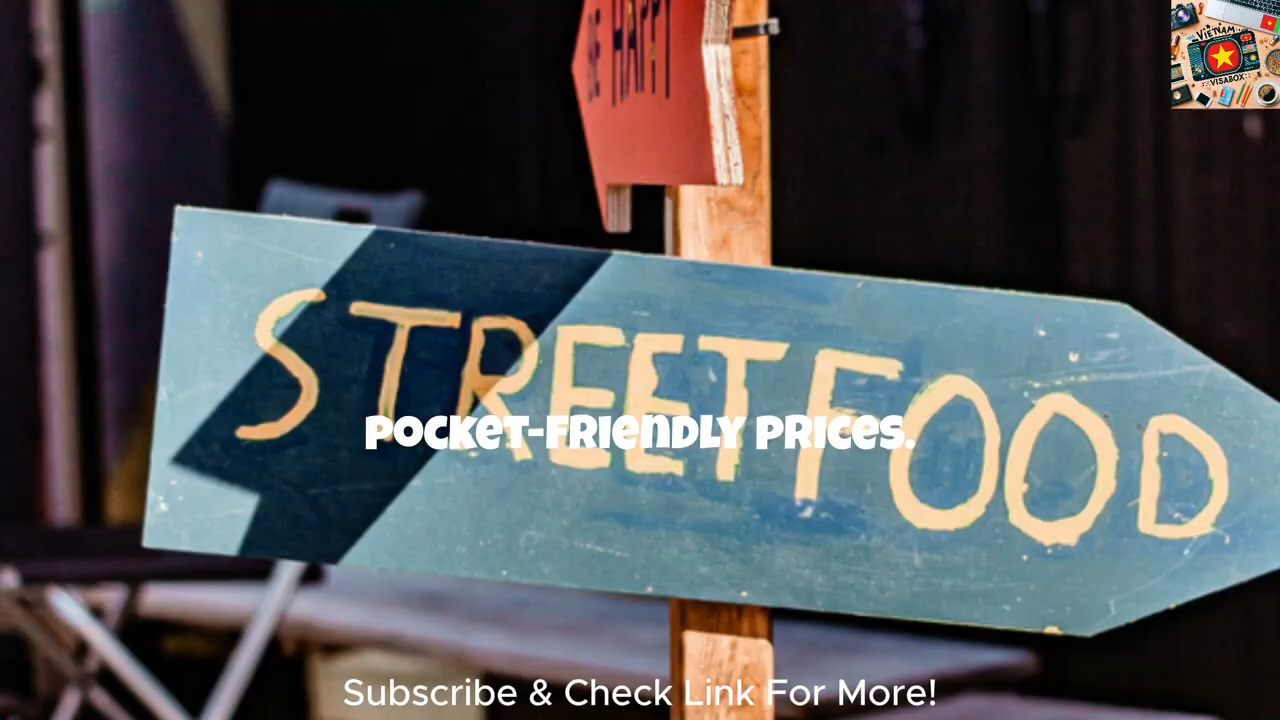 BE HAPPY
VIETNAM
VISABOX
STREETFOOD
POCKET-FRIENDLY PRICES.
Subscribe & Check Link For More!